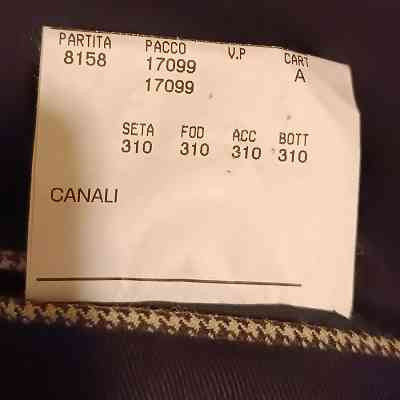 PARTITA PACCO V.P CART
8158 17099 A
17099
SETA FOD ACC BOTT
310 310 310 310
CANALI